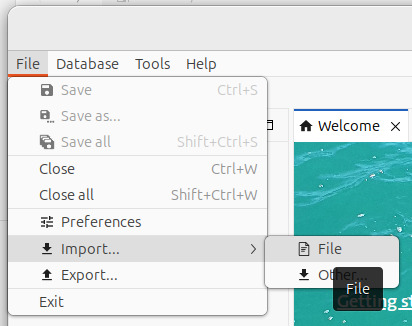 File Database Tools Help
Save Ctrl+S
Save as...
Save all Shift+Ctrl+S
Welcome
Close Ctrl+W
Close all Shift+Ctrl+W
Preferences
Import...
File
Export...
Other...
File
Getting st
Exit